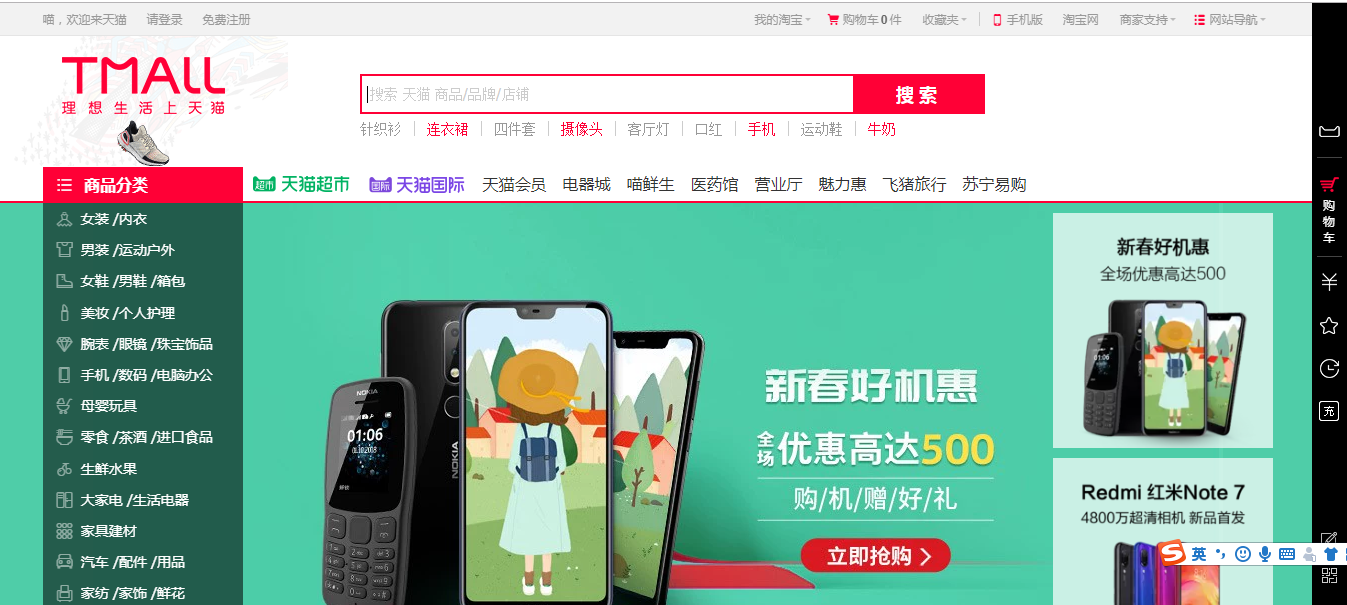 喵，欢迎来天猫 请登录 免费注册 我的淘宝 购物车0件 收藏夹 手机版 淘宝网 商家支持 网站导航
TMALL
理想生活上天猫
搜索 天猫 商品/品牌/店铺 搜索
针织衫 连衣裙 四件套 摄像头 客厅灯 口红 手机 运动鞋 牛奶
商品分类 超市 天猫超市 国际 天猫国际 天猫会员 电器城 喵鲜生 医药馆 营业厅 魅力惠 飞猪旅行 苏宁易购
女装 /内衣
男装 /运动户外
女鞋 /男鞋 /箱包
美妆 /个人护理
腕表 /眼镜 /珠宝饰品
手机 /数码 /电脑办公
母婴玩具
零食 /茶酒 /进口食品
生鲜水果
大家电 /生活电器
家具建材
汽车 /配件 /用品
家纺 /家饰 /鲜花
NOKIA
01:06
NOKIA
新春好机惠
全场优惠高达500
购/机/赠/好/礼
立即抢购
新春好机惠
全场优惠高达500
01:06
Redmi 红米Note 7
4800万超清相机 新品首发
购物车
充
英